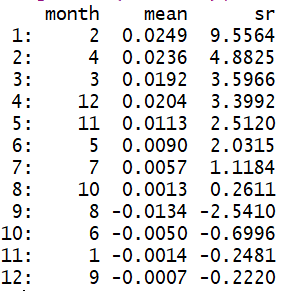 month mean sr
1: 2 0.0249 9.5564
2: 4 0.0236 4.8825
3: 3 0.0192 3.5966
4: 12 0.0204 3.3992
5: 11 0.0113 2.5120
6: 5 0.0090 2.0315
7: 7 0.0057 1.1184
8: 10 0.0013 0.2611
9: 8 -0.0134 -2.5410
10: 6 -0.0050 -0.6996
11: 1 -0.0014 -0.2481
12: 9 -0.0007 -0.2220